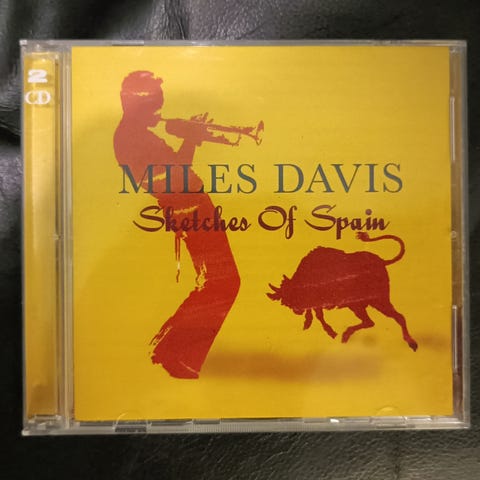 2
CD
MILES DAVIS
Sketches Of Spain